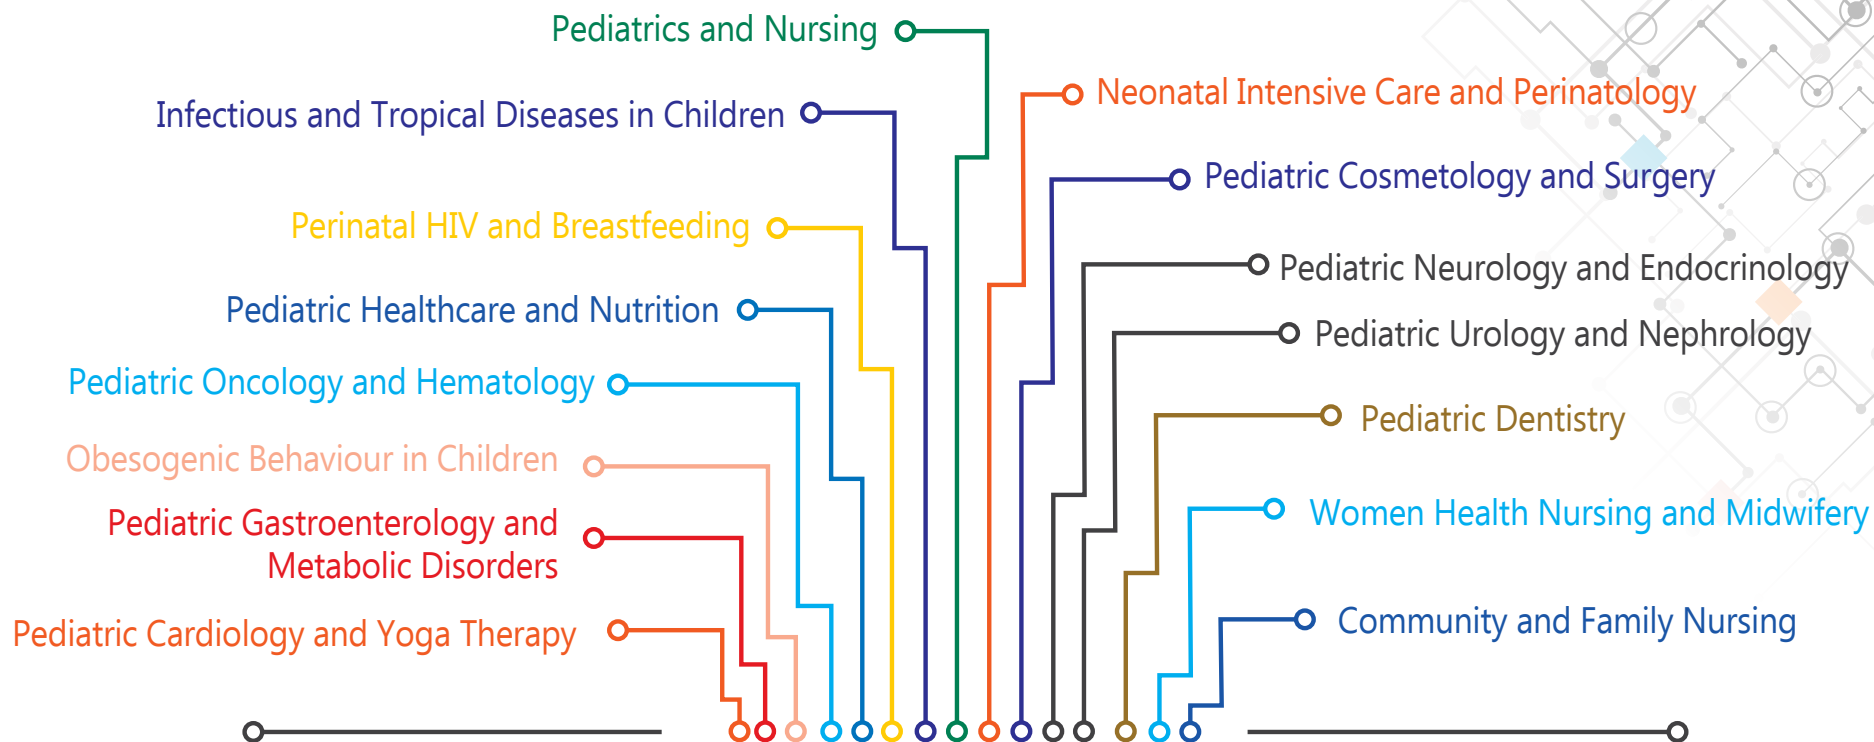 Pediatrics and Nursing
Infectious and Tropical Diseases in Children
Perinatal HIV and Breastfeeding
Pediatric Healthcare and Nutrition
Pediatric Oncology and Hematology
Obesogenic Behaviour in Children
Pediatric Gastroenterology and
Metabolic Disorders
Pediatric Cardiology and Yoga Therapy
Neonatal Intensive Care and Perinatology
Pediatric Cosmetology and Surgery
Pediatric Neurology and Endocrinology
Pediatric Urology and Nephrology
Pediatric Dentistry
Women Health Nursing and Midwifery
Community and Family Nursing